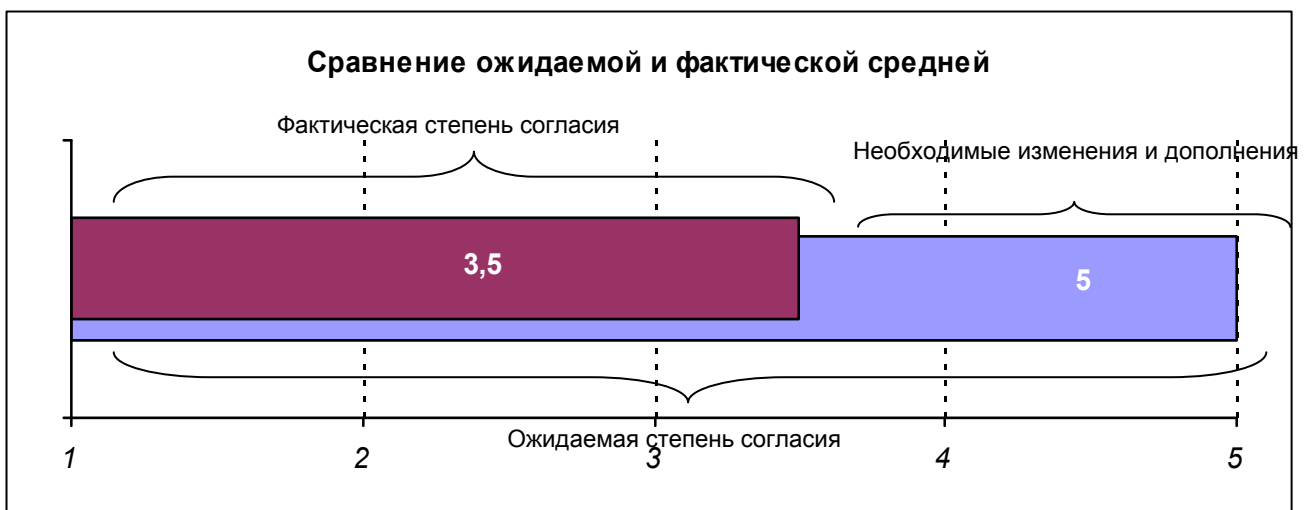 Сравнение ожидаемой и фактической средней
Фактическая степень согласия
Необходимые изменения и дополнения
3,5
5
Ожидаемая степень согласия
1 2 3 4 5